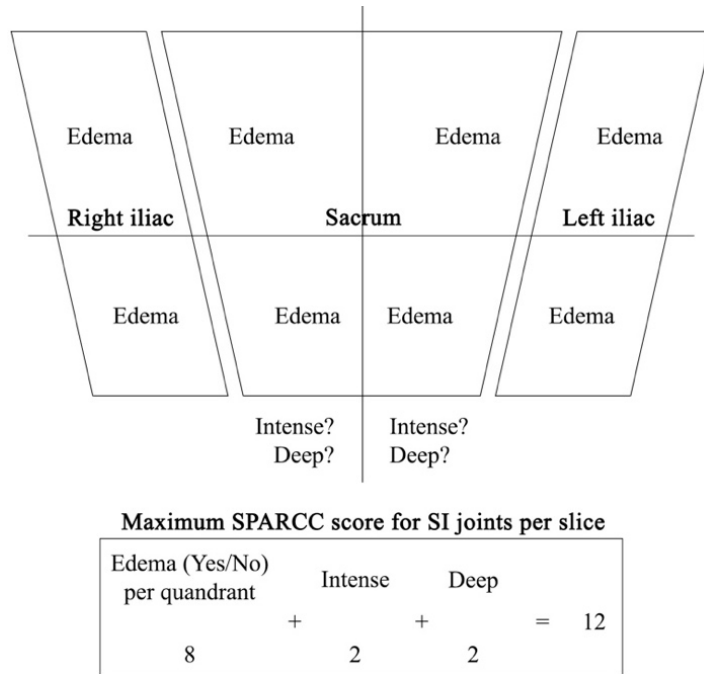 Edema Edema Edema Edema
Right iliac Sacrum Left iliac
Edema Edema Edema Edema
Intense? Intense?
Deep? Deep?
Maximum SPARCC score for SI joints per slice
Edema (Yes/No)
per quandrant Intense Deep
+ + = 12
8 2 2